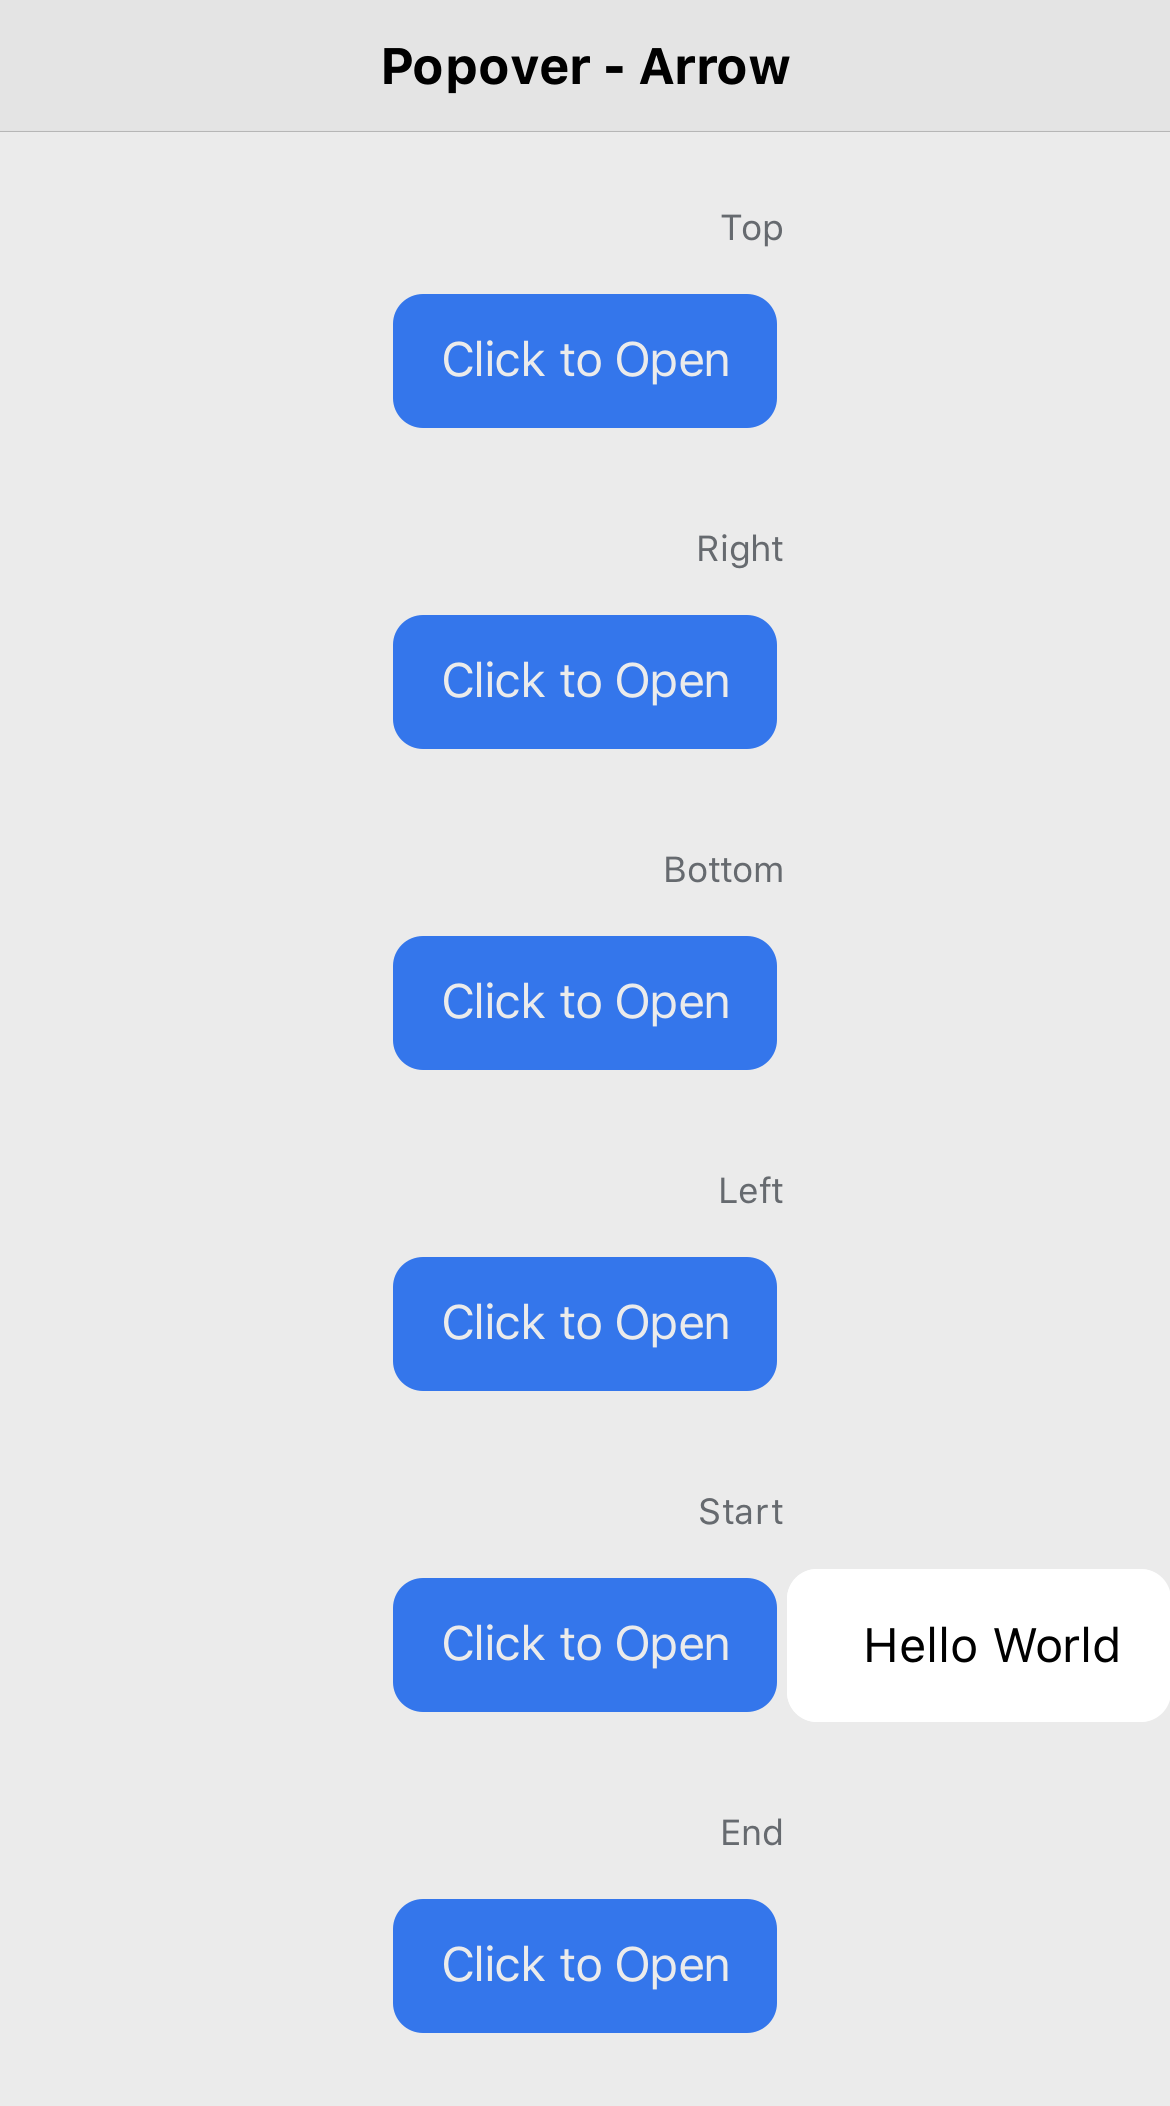 Popover - Arrow
Top
Click to Open
Right
Click to Open
Bottom
Click to Open
Left
Click to Open
Start
Click to Open
Hello World
End
Click to Open